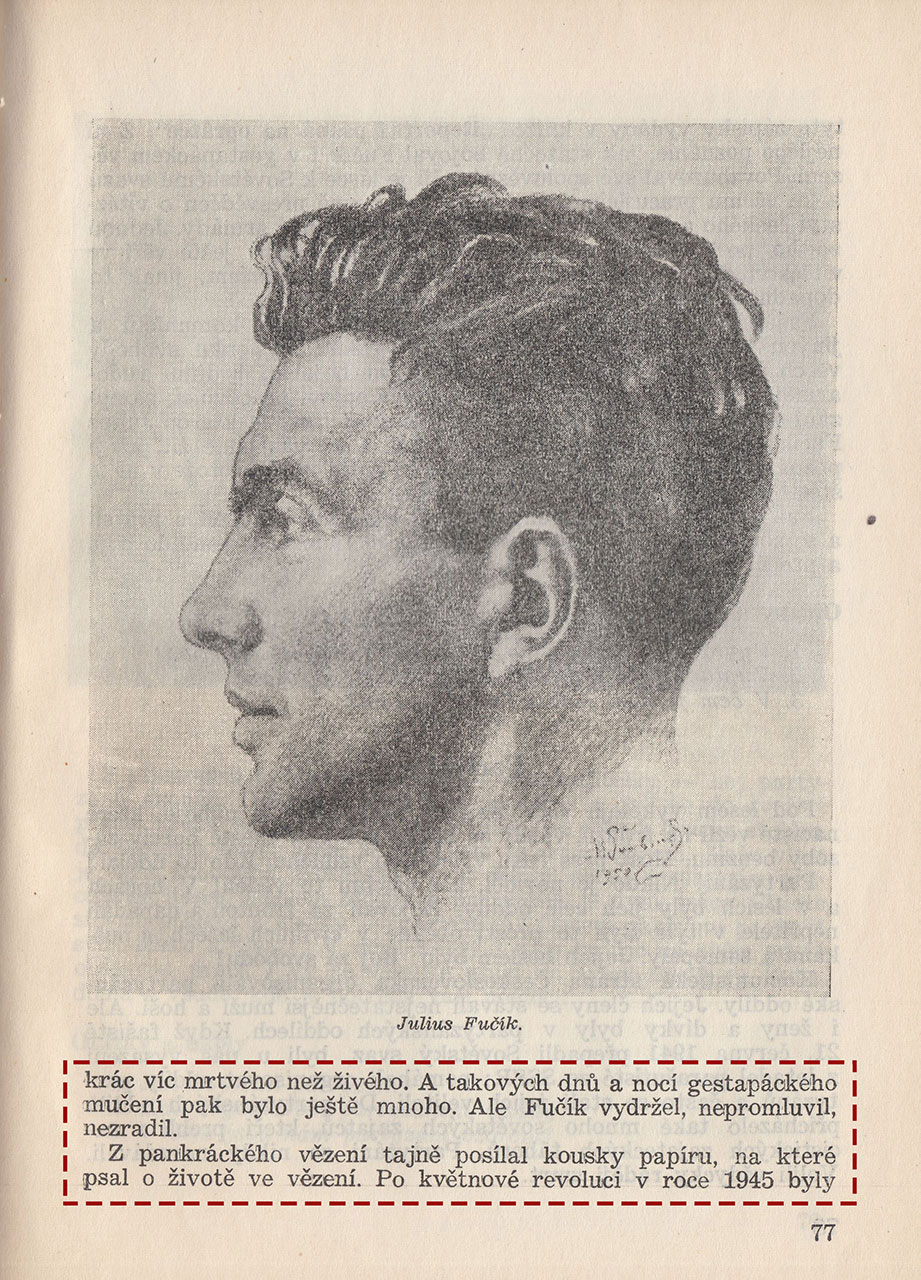 Julius Fučík.
krác víc mrtvého než živého. A takových dnů a nocí gestapáckého
mučení pak bylo ještě mnoho. Ale Fučík vydržel, nepromluvil,
nezradil.
Z pankráckého vězení tajně posílal kousky papíru, na které
psal o životě ve vězení. Po květnové revoluci v roce 1945 byly
77